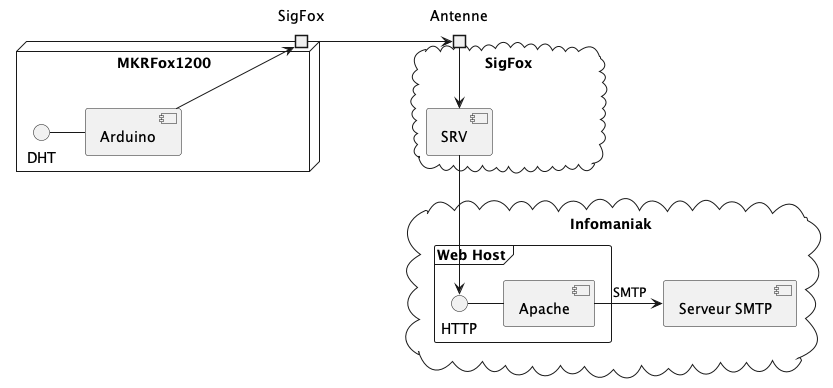 SigFox
Antenne
MKRFox1200
SigFox
Arduino
SRV
DHT
Infomaniak
Web Host
SMTP
Apache
Serveur SMTP
HTTP